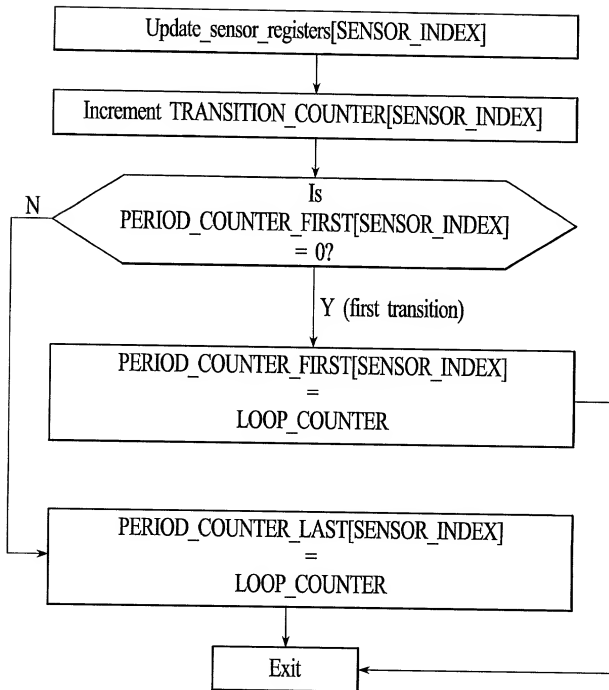 Update_sensor_registers[SENSOR_INDEX]
Increment TRANSITION_COUNTER[SENSOR_INDEX]
Is
N
PERIOD_COUNTER_FIRST[SENSOR_INDEX]
= 0?
Y (first transition)
PERIOD_COUNTER_FIRST[SENSOR_INDEX]
=
LOOP_COUNTER
PERIOD_COUNTER_LAST[SENSOR_INDEX]
=
LOOP_COUNTER
Exit